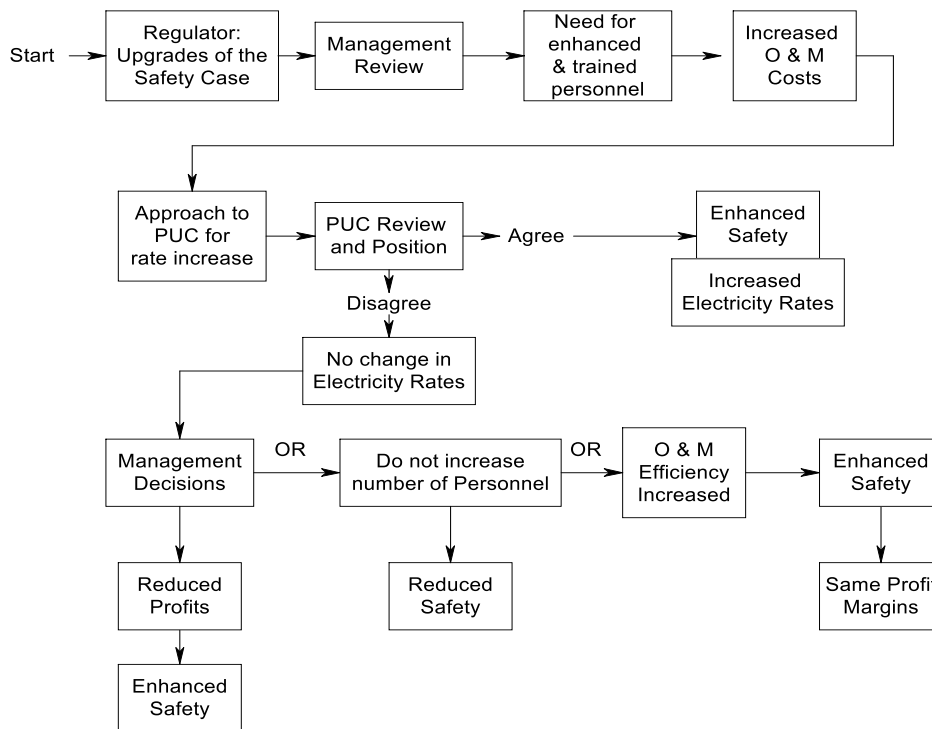 Start
Regulator:
Upgrades of the
Safety Case
Management
Review
Need for
enhanced
& trained
personnel
Increased
O & M
Costs
Approach to
PUC for
rate increase
PUC Review
and Position
Agree
Enhanced
Safety
Increased
Electricity Rates
Disagree
No change in
Electricity Rates
Management
Decisions
OR
Do not increase
number of Personnel
OR
O & M
Efficiency
Increased
Enhanced
Safety
Reduced
Profits
Reduced
Safety
Same Profit
Margins
Enhanced
Safety